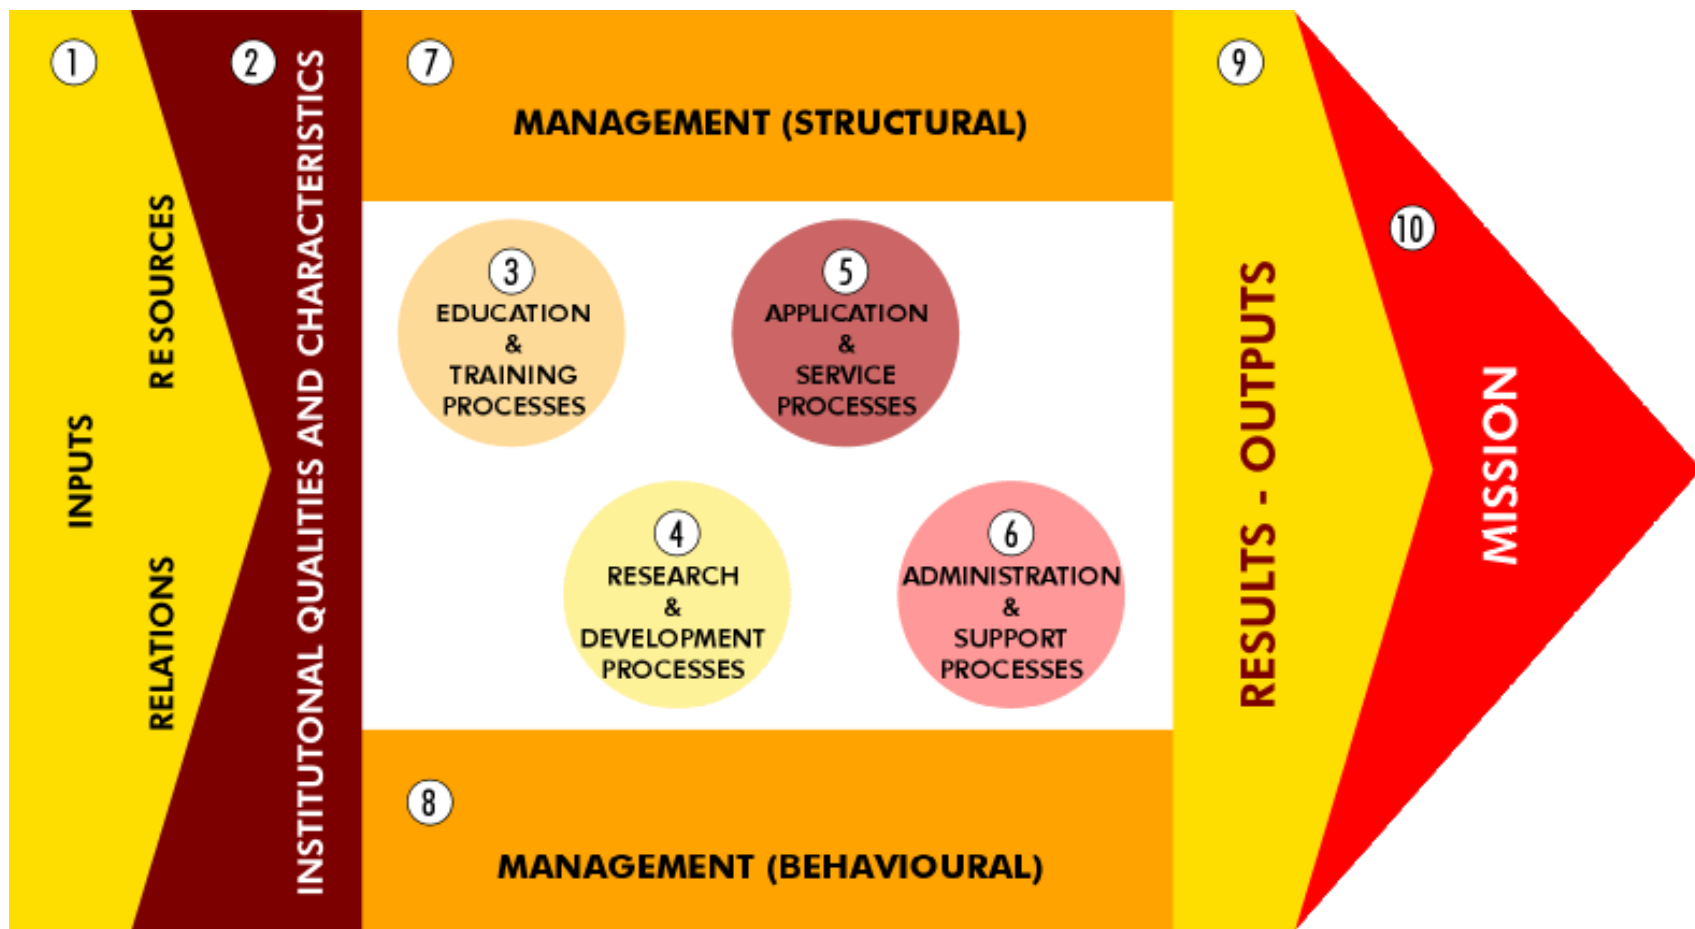 1
INPUTS
RESOURCES
RELATIONS
2
INSTITUTONAL QUALITIES AND CHARACTERISTICS
7
MANAGEMENT (STRUCTURAL)
3
EDUCATION
&
TRAINING
PROCESSES
5
APPLICATION
&
SERVICE
PROCESSES
4
RESEARCH
&
DEVELOPMENT
PROCESSES
6
ADMINISTRATION
&
SUPPORT
PROCESSES
8
MANAGEMENT (BEHAVIOURAL)
9
RESULTS - OUTPUTS
10
MISSION